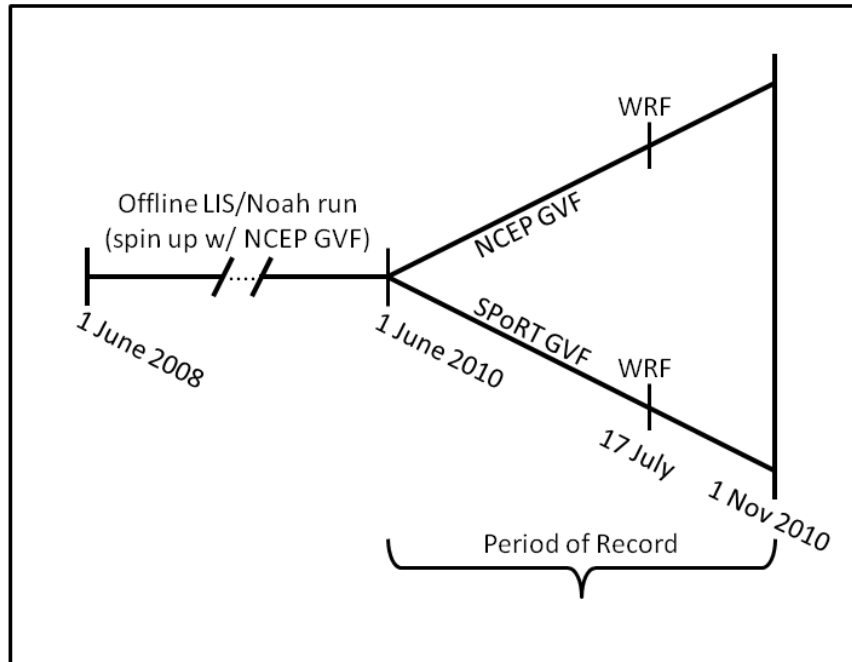 WRF
NCEP GVF
Offline LIS/Noah run
(spin up w/ NCEP GVF)
1 June 2008
1 June 2010
SPoRT GVF
WRF
17 July
1 Nov 2010
Period of Record